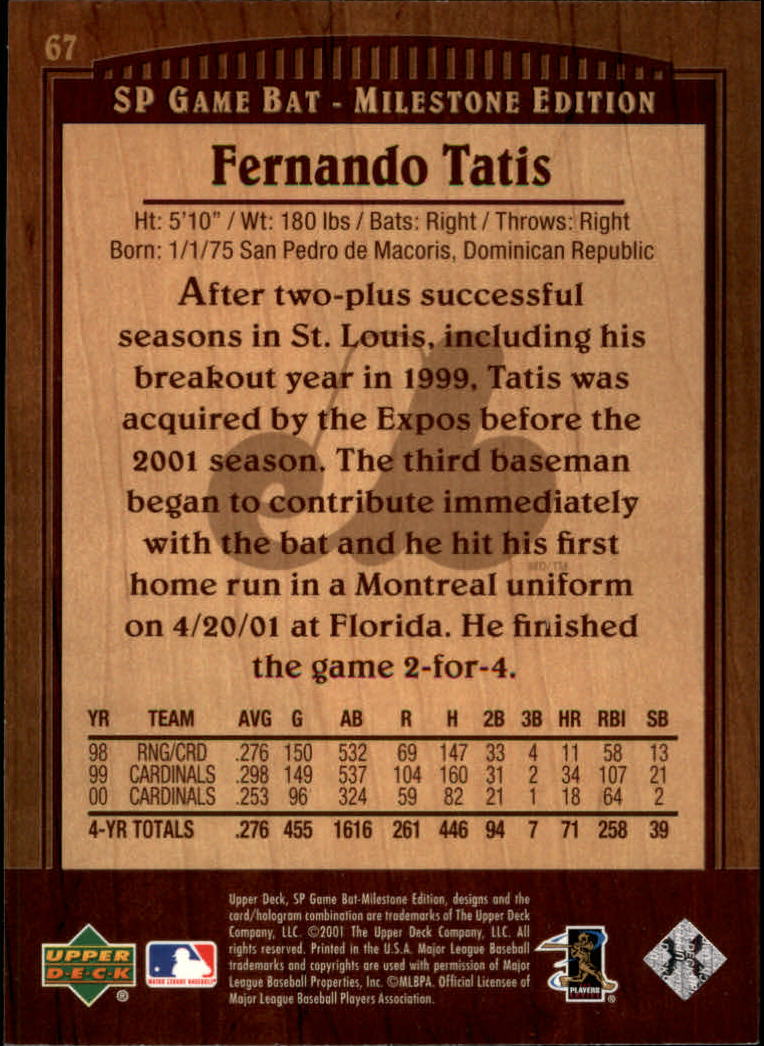 67
SP GAME BAT - MILESTONE EDITION
Fernando Tatis
Ht: 5'10" / Wt: 180 lbs / Bats: Right / Throws: Right
Born: 1/1/75 San Pedro de Macoris, Dominican Republic
After two-plus successful
seasons in St. Louis, including his
breakout year in 1999, Tatis was
acquired by the Expos before the
2001 season. The third baseman
began to contribute immediately
with the bat and he hit his first
home run in a Montreal uniform
on 4/20/01 at Florida. He finished
the game 2-for-4.
MD/TM
YR TEAM AVG G AB R H 2B 3B HR RBI SB
98 RNG/CRD .276 150 532 69 147 33 4 11 58 13
99 CARDINALS .298 149 537 104 160 31 2 34 107 21
00 CARDINALS .253 96 324 59 82 21 1 18 64 2
4-YR TOTALS .276 455 1616 261 446 94 7 71 258 39
Upper Deck, SP Game Bat-Milestone Edition, designs and the
card/hologram combination are trademarks of The Upper Deck
Company, LLC. ©2001 The Upper Deck Company, LLC. All
rights reserved. Printed in the U.S.A. Major League Baseball
trademarks and copyrights are used with permission of Major
League Baseball Properties, Inc. ©MLBPA. Official Licensee of
Major League Baseball Players Association.
UPPER
D·E·C·K
®
MAJOR LEAGUE BASEBALL
PLAYERS
®